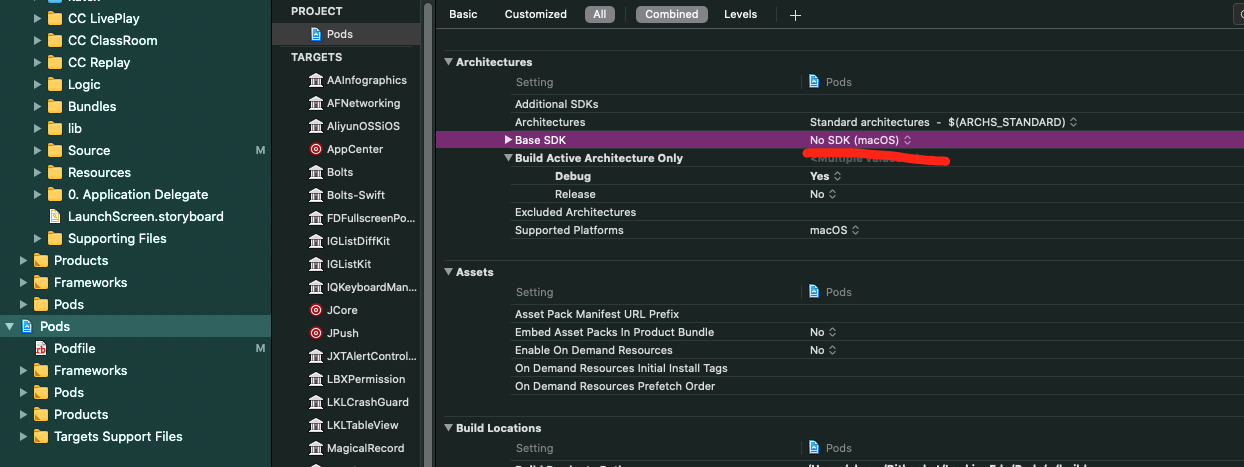 CC LivePlay
CC ClassRoom
CC Replay
Logic
Bundles
lib
Source M
Resources
0. Application Delegate
LaunchScreen.storyboard
Supporting Files
Products
Frameworks
Pods
Pods
Podfile M
Frameworks
Pods
Products
Targets Support Files
PROJECT
Pods
TARGETS
AAInfographics
AFNetworking
AliyunOSSiOS
AppCenter
Bolts
Bolts-Swift
FDFullscreenPo...
IGListDiffKit
IGListKit
IQKeyboardMan...
JCore
JPush
JXTAlertControl...
LBXPermission
LKLCrashGuard
LKLTableView
MagicalRecord
Basic Customized All Combined Levels +
Architectures
Setting Pods
Additional SDKs
Architectures Standard architectures - $(ARCHS_STANDARD)
Base SDK No SDK (macOS)
Build Active Architecture Only <Multiple
Debug Yes
Release No
Excluded Architectures
Supported Platforms macOS
Assets
Setting Pods
Asset Pack Manifest URL Prefix
Embed Asset Packs In Product Bundle No
Enable On Demand Resources No
On Demand Resources Initial Install Tags
On Demand Resources Prefetch Order
Build Locations
Setting Pods